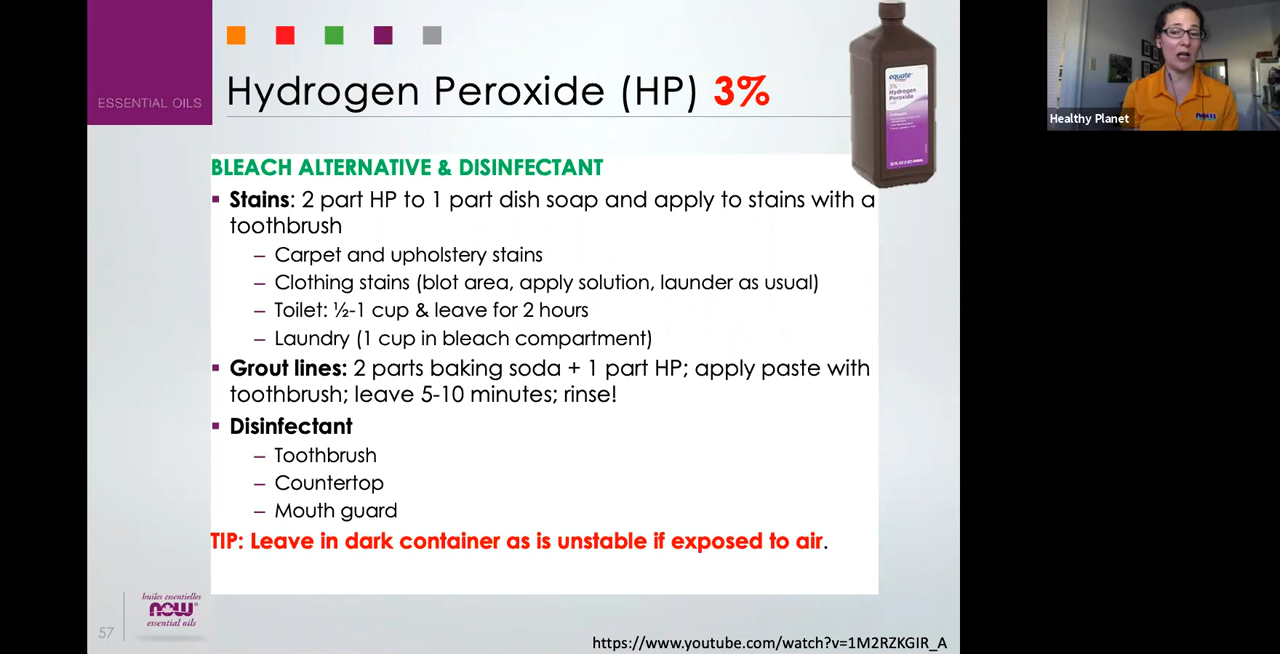 ESSENTIAL OILS
Hydrogen Peroxide (HP) 3%
equate
3%
Hydrogen
Peroxide
Healthy Planet
now
BLEACH ALTERNATIVE & DISINFECTANT
▪ Stains: 2 part HP to 1 part dish soap and apply to stains with a
toothbrush
– Carpet and upholstery stains
– Clothing stains (blot area, apply solution, launder as usual)
– Toilet: ½-1 cup & leave for 2 hours
– Laundry (1 cup in bleach compartment)
▪ Grout lines: 2 parts baking soda + 1 part HP; apply paste with
toothbrush; leave 5-10 minutes; rinse!
▪ Disinfectant
– Toothbrush
– Countertop
– Mouth guard
TIP: Leave in dark container as is unstable if exposed to air.
57
huiles essentielles
now
essential oils
https://www.youtube.com/watch?v=1M2RZKGIR_A